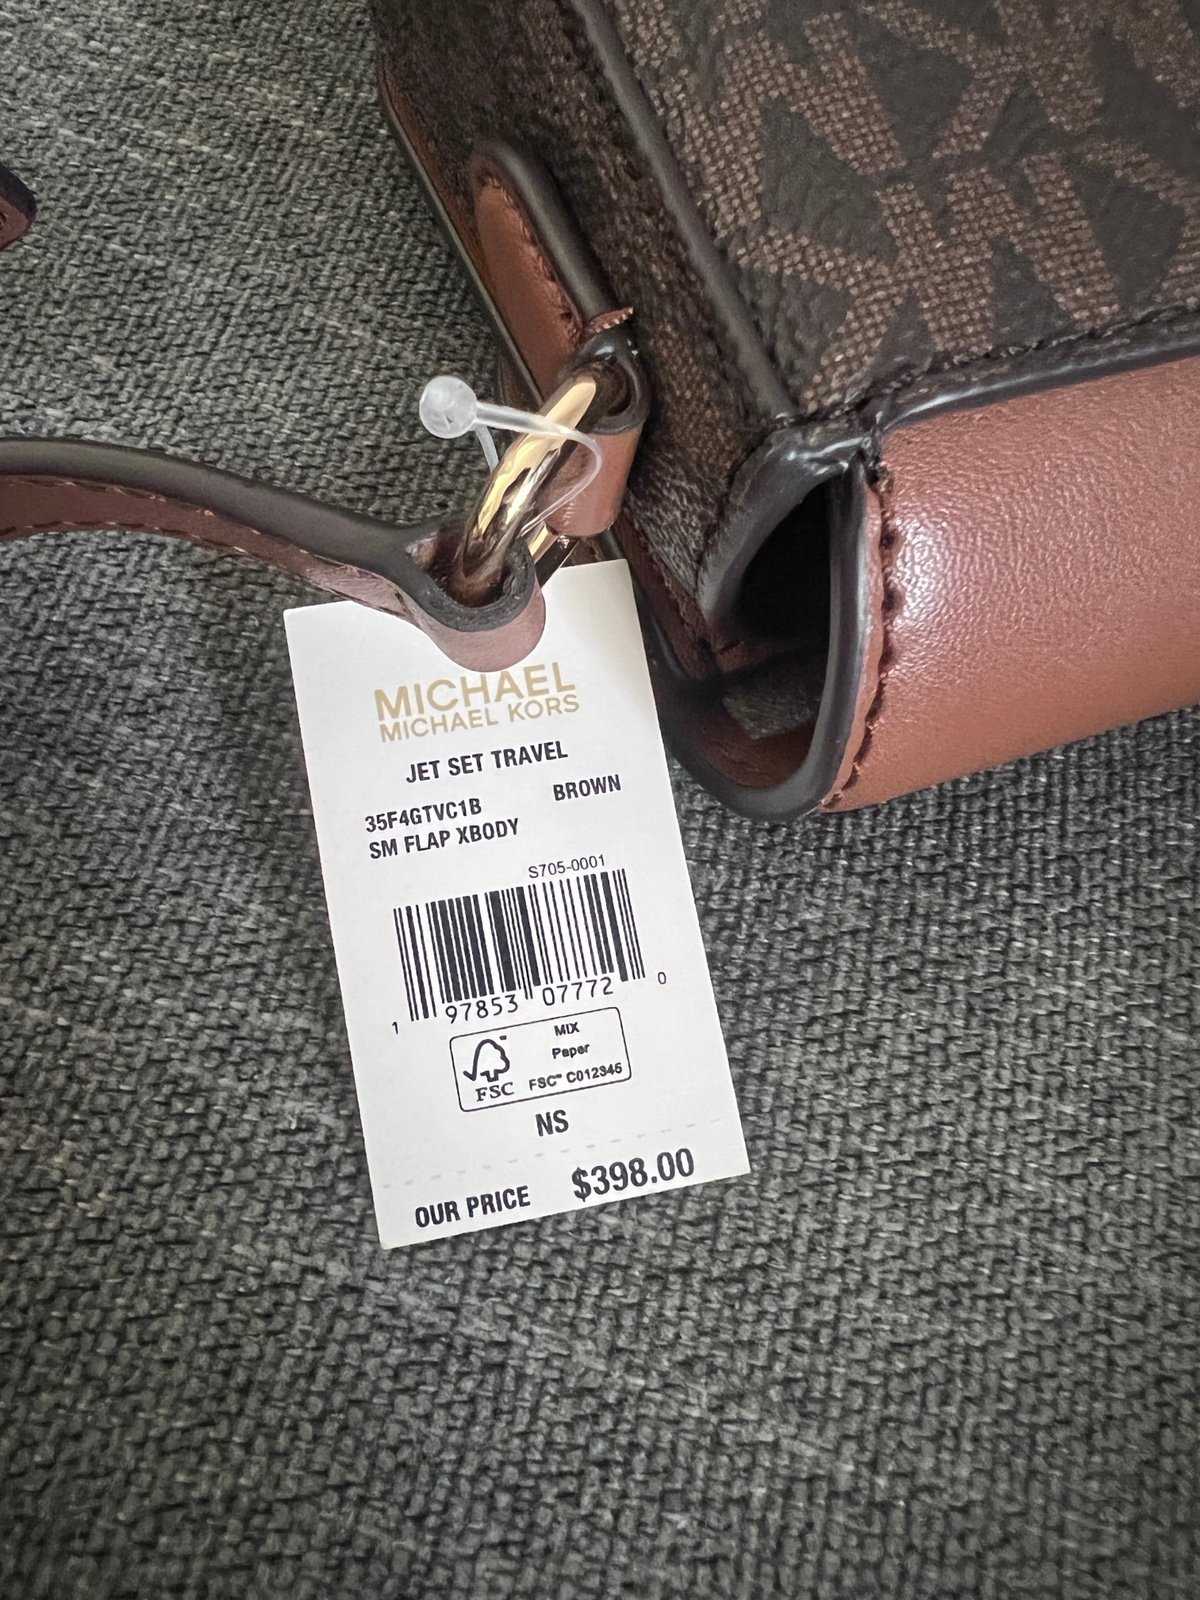 MICHAEL
MICHAEL KORS
JET SET TRAVEL
35F4GTVC1B BROWN
SM FLAP XBODY
S705-0001
1 97853 07772 0
FSC
MIX
Paper
FSC™ C012345
NS
OUR PRICE $398.00